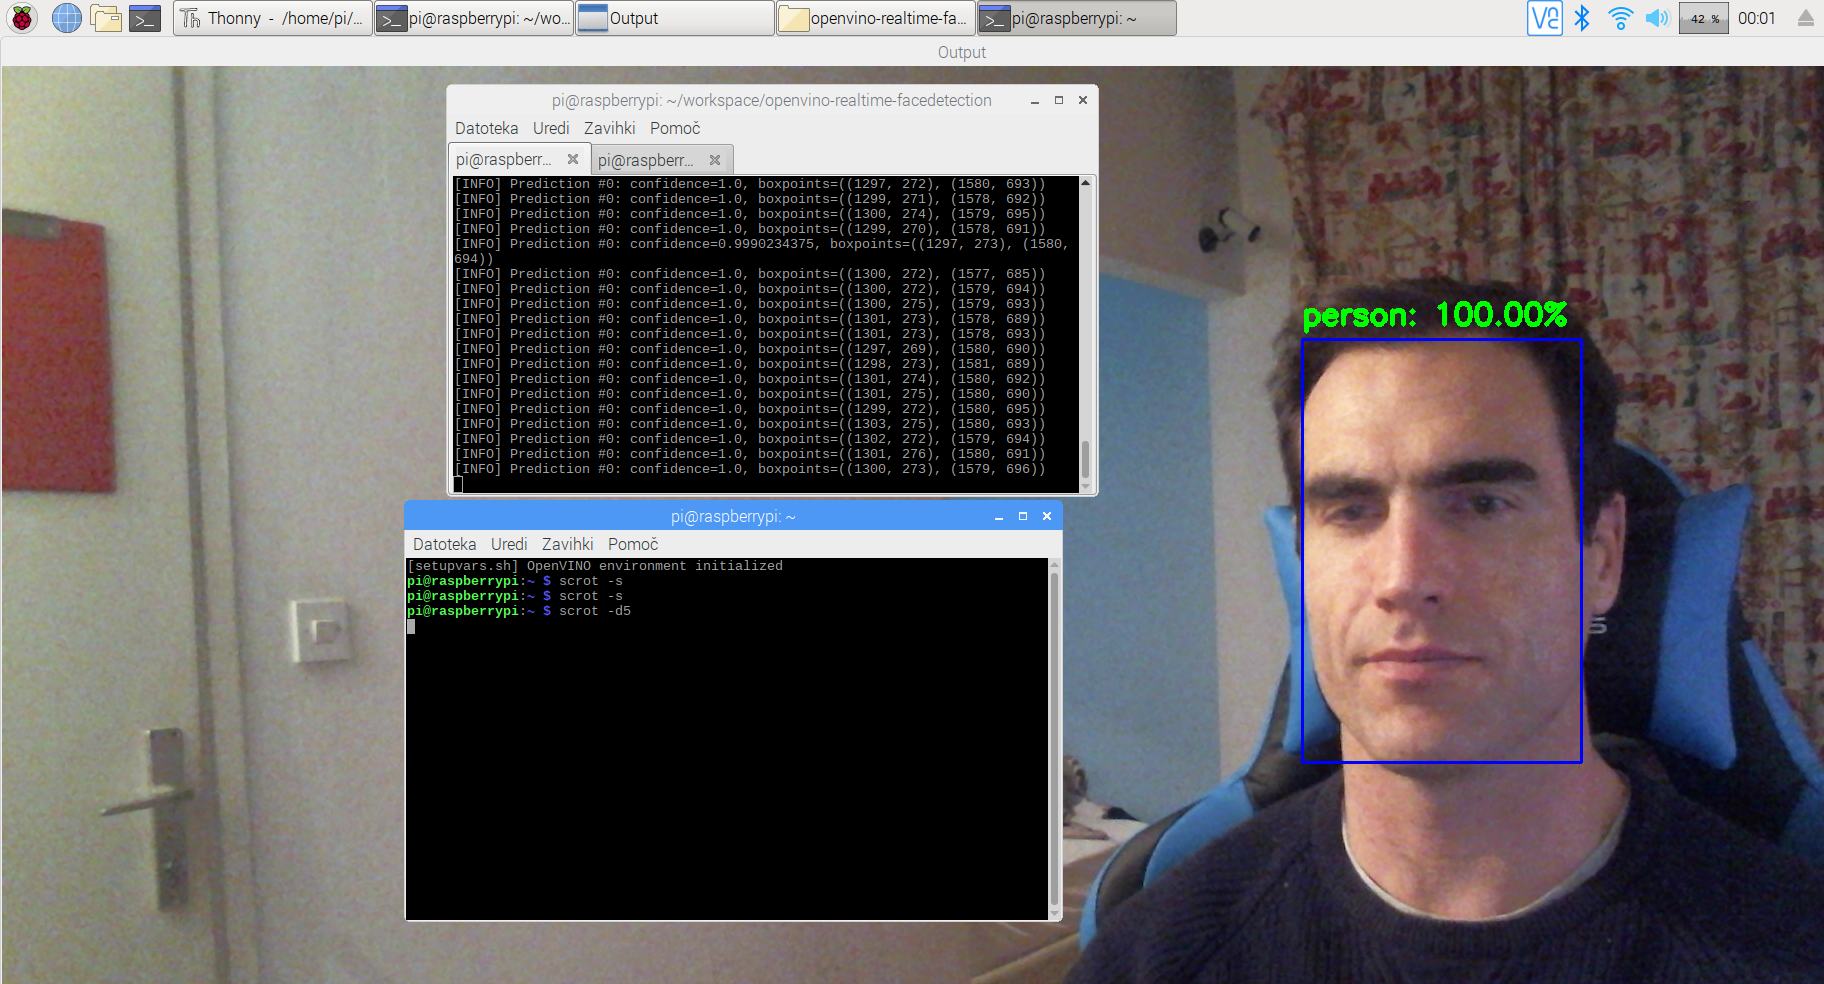 Thonny - /home/pi/...
pi@raspberrypi: ~/wo...
Output
openvino-realtime-fa...
pi@raspberrypi: ~
42 %
00:01
Output
pi@raspberrypi: ~/workspace/openvino-realtime-facedetection
Datoteka Uredi Zavihki Pomoč
pi@raspberr... pi@raspberr...
[INFO] Prediction #0: confidence=1.0, boxpoints=((1297, 272), (1580, 693))
[INFO] Prediction #0: confidence=1.0, boxpoints=((1299, 271), (1578, 692))
[INFO] Prediction #0: confidence=1.0, boxpoints=((1300, 274), (1579, 695))
[INFO] Prediction #0: confidence=1.0, boxpoints=((1299, 270), (1578, 691))
[INFO] Prediction #0: confidence=0.9990234375, boxpoints=((1297, 273), (1580,
694))
[INFO] Prediction #0: confidence=1.0, boxpoints=((1300, 272), (1577, 685))
[INFO] Prediction #0: confidence=1.0, boxpoints=((1300, 272), (1579, 694))
[INFO] Prediction #0: confidence=1.0, boxpoints=((1300, 275), (1579, 693))
[INFO] Prediction #0: confidence=1.0, boxpoints=((1301, 273), (1578, 689))
[INFO] Prediction #0: confidence=1.0, boxpoints=((1301, 273), (1578, 693))
[INFO] Prediction #0: confidence=1.0, boxpoints=((1297, 269), (1580, 690))
[INFO] Prediction #0: confidence=1.0, boxpoints=((1298, 273), (1581, 689))
[INFO] Prediction #0: confidence=1.0, boxpoints=((1301, 274), (1580, 692))
[INFO] Prediction #0: confidence=1.0, boxpoints=((1301, 275), (1580, 690))
[INFO] Prediction #0: confidence=1.0, boxpoints=((1299, 272), (1580, 695))
[INFO] Prediction #0: confidence=1.0, boxpoints=((1303, 275), (1580, 693))
[INFO] Prediction #0: confidence=1.0, boxpoints=((1302, 272), (1579, 694))
[INFO] Prediction #0: confidence=1.0, boxpoints=((1301, 276), (1580, 691))
[INFO] Prediction #0: confidence=1.0, boxpoints=((1300, 273), (1579, 696))
person: 100.00%
pi@raspberrypi: ~
Datoteka Uredi Zavihki Pomoč
[setupvars.sh] OpenVINO environment initialized
pi@raspberrypi:~ $ scrot -s
pi@raspberrypi:~ $ scrot -s
pi@raspberrypi:~ $ scrot -d5